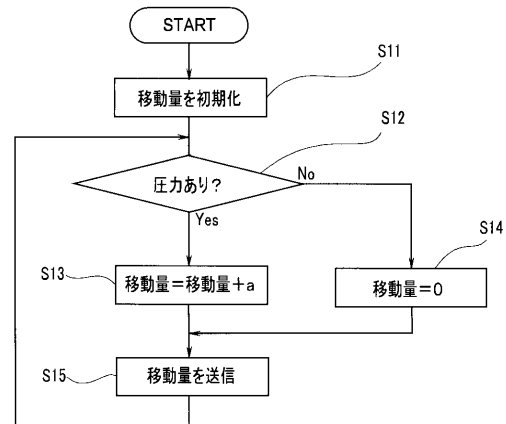 START
S11
移動量を初期化
S12
圧力あり?
No
Yes
S13
移動量=移動量+a
S14
移動量=0
S15
移動量を送信